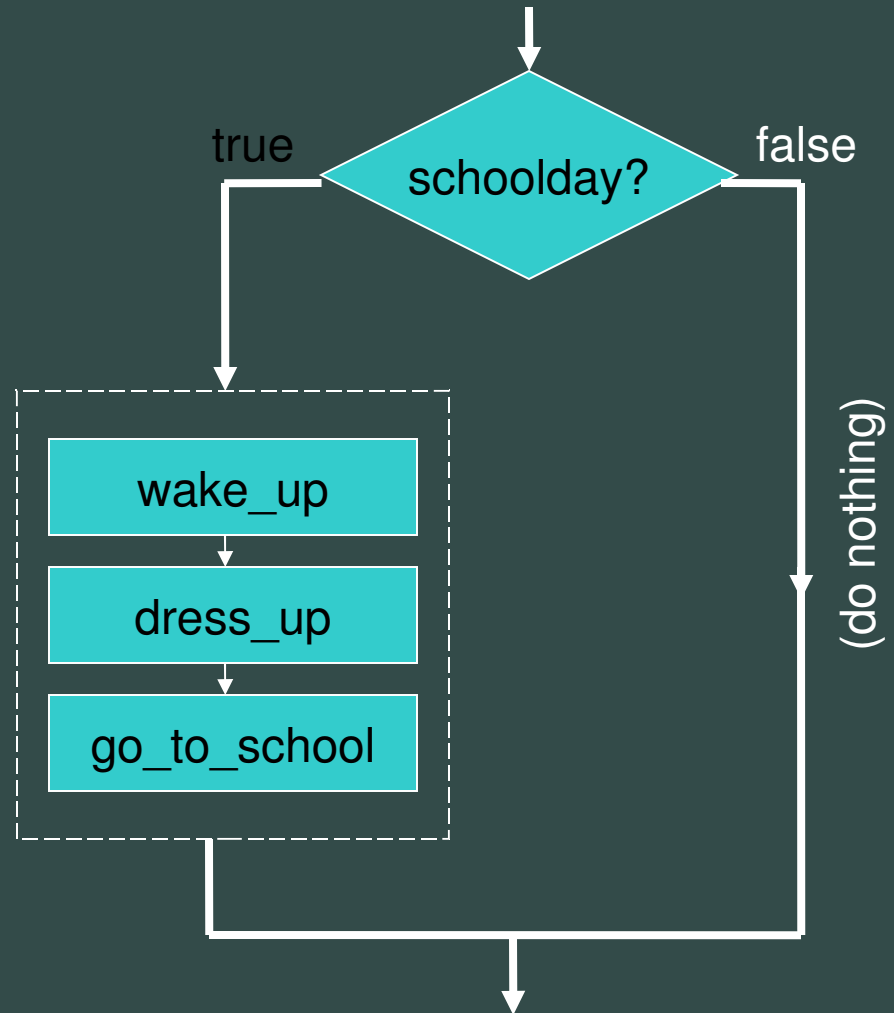 true
schoolday?
false
wake_up
dress_up
go_to_school
(do nothing)